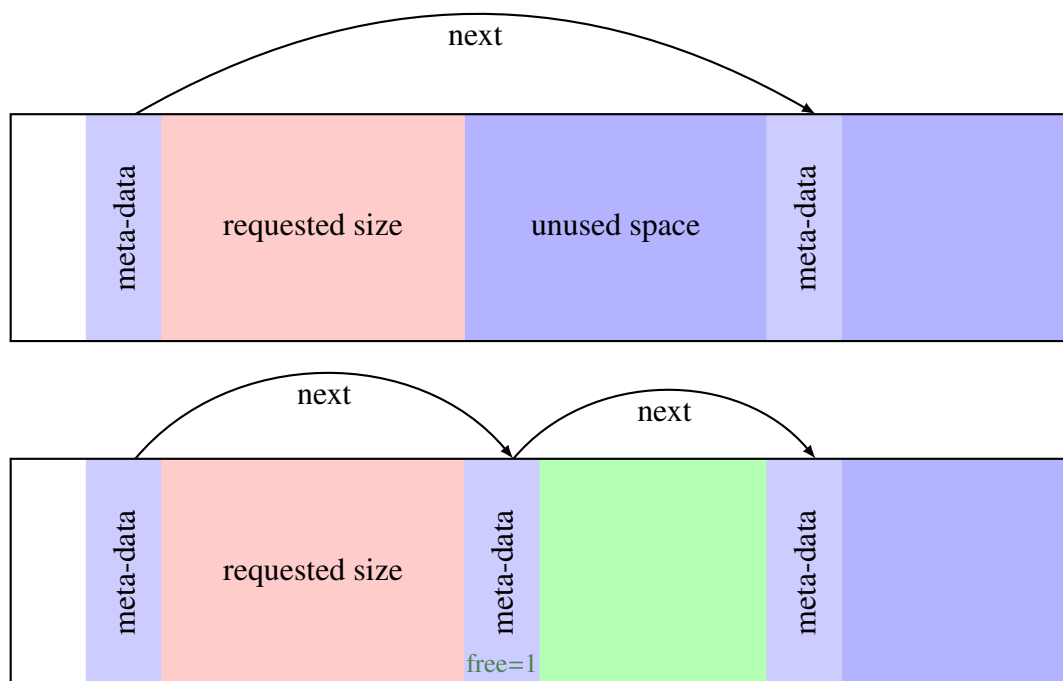 next
meta-data
requested size
unused space
meta-data
next
next
meta-data
requested size
meta-data
free=1
meta-data